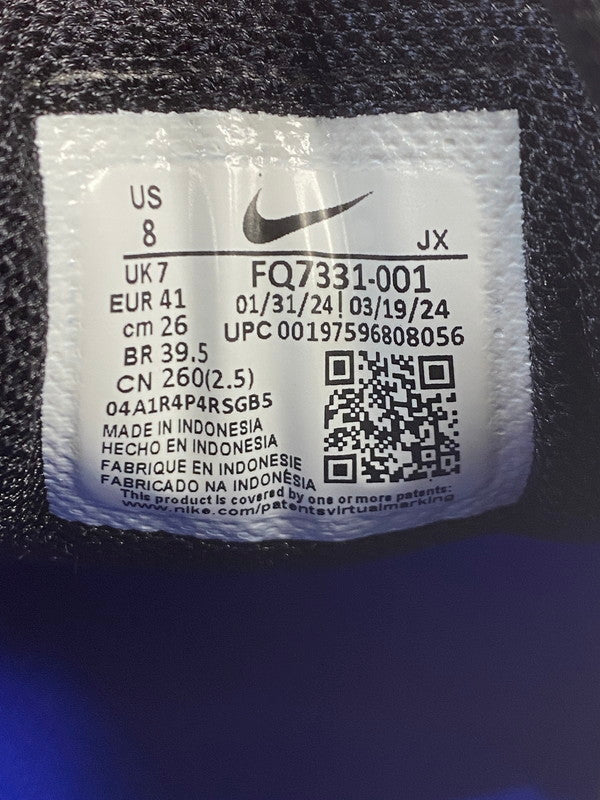 US
8
JX
UK 7
FQ7331-001
EUR 41
01/31/24 | 03/19/24
cm 26
UPC 00197596808056
BR 39.5
CN 260(2.5)
04A1R4P4RSGB5
MADE IN INDONESIA
HECHO EN INDONESIA
FABRIQUE EN INDONESIE
FABRICADO NA INDONÉSIA
This product is covered by one or more patents:
www.nike.com/patentsvirtualmarking